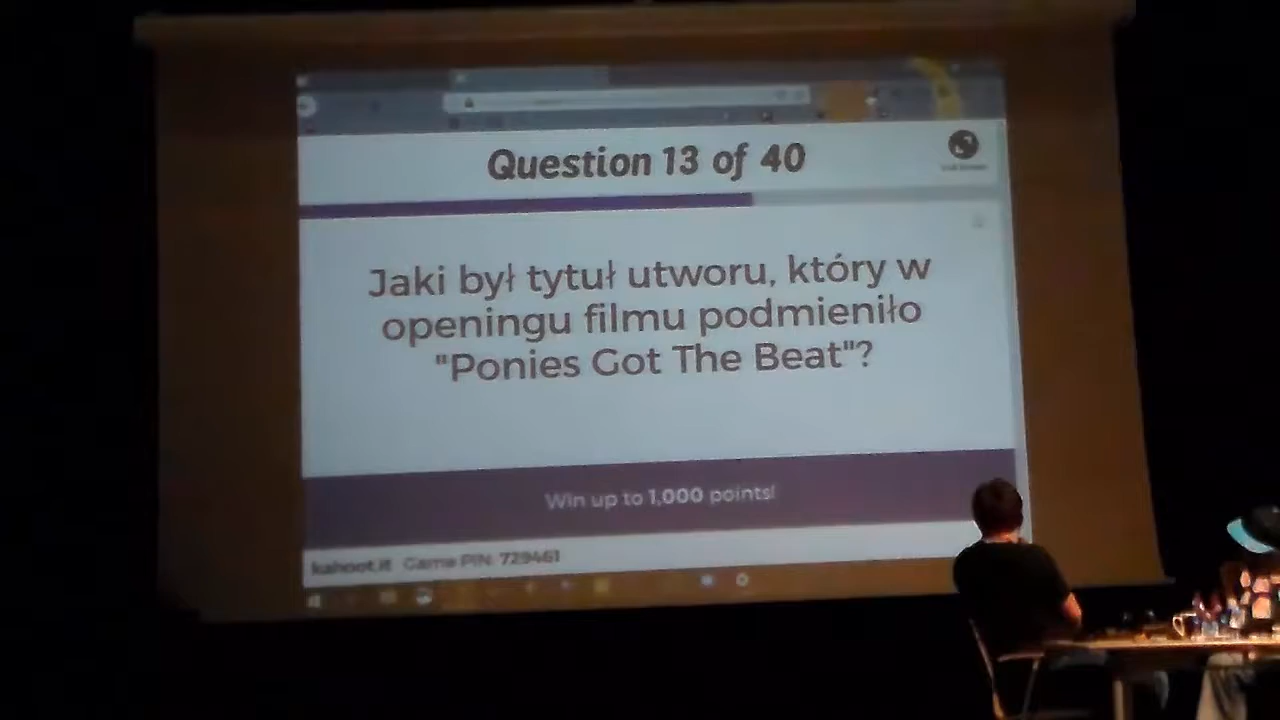 Question 13 of 40
Jaki był tytuł utworu, który w
openingu filmu podmieniło
"Ponies Got The Beat"?
Win up to 1,000 points!
kahoot.it Game PIN: 729461